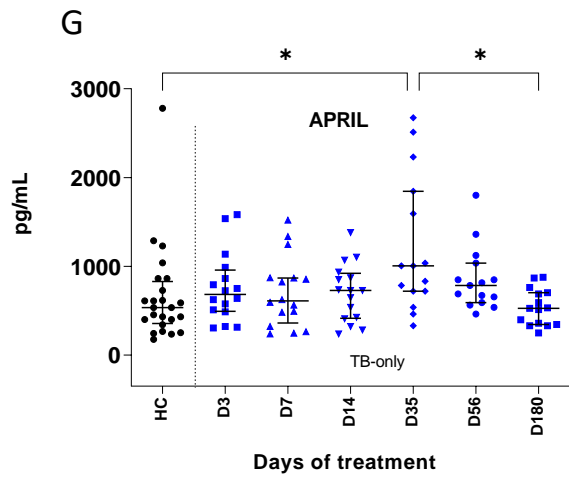 G
*
*
3000
APRIL
2000
pg/mL
1000
0
TB-only
HC
D3
D7
D14
D35
D56
D180
Days of treatment